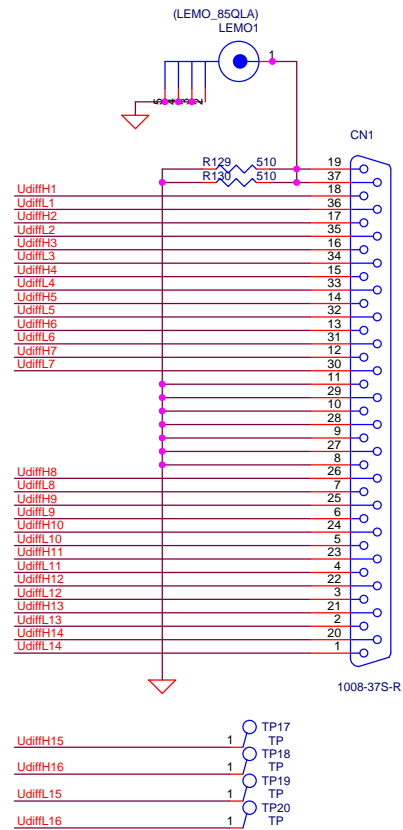 (LEMO_85QLA)
LEMO1
1
5 4 3 2
CN1
R129 510 19
R130 510 37
UdiffH1 18
UdiffL1 36
UdiffH2 17
UdiffL2 35
UdiffH3 16
UdiffL3 34
UdiffH4 15
UdiffL4 33
UdiffH5 14
UdiffL5 32
UdiffH6 13
UdiffL6 31
UdiffH7 12
UdiffL7 30
11
29
10
28
9
27
8
UdiffH8 26
UdiffL8 7
UdiffH9 25
UdiffL9 6
UdiffH10 24
UdiffL10 5
UdiffH11 23
UdiffL11 4
UdiffH12 22
UdiffL12 3
UdiffH13 21
UdiffL13 2
UdiffH14 20
UdiffL14 1
1008-37S-R
TP17
UdiffH15 1 TP
TP18
UdiffH16 1 TP
TP19
UdiffL15 1 TP
TP20
UdiffL16 1 TP